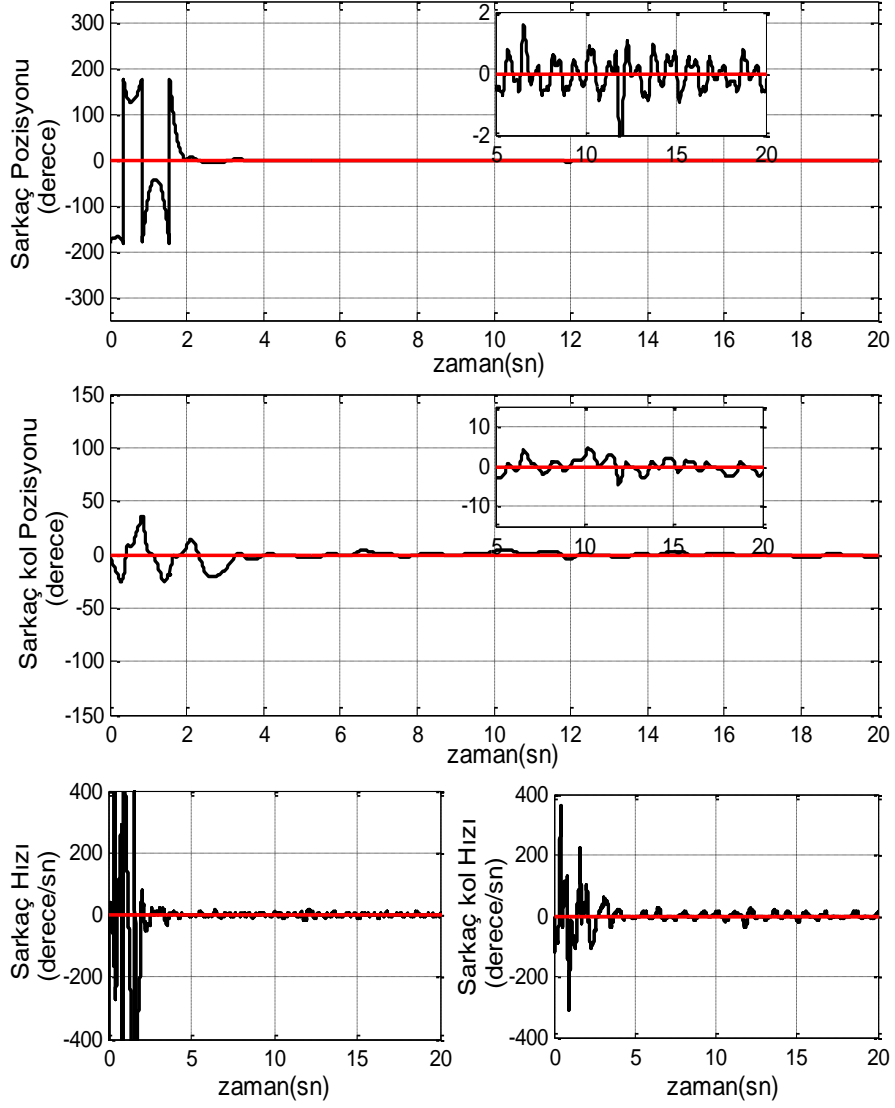 Sarkaç Pozisyonu
(derece)
300
200
100
0
-100
-200
-300
0 2 4 6 8 10 12 14 16 18 20
zaman(sn)
2
0
-2
5 10 15 20
Sarkaç kol Pozisyonu
(derece)
150
100
50
0
-50
-100
-150
0 2 4 6 8 10 12 14 16 18 20
zaman(sn)
10
0
-10
5 10 15 20
Sarkaç Hızı
(derece/sn)
400
200
0
-200
-400
0 5 10 15 20
zaman(sn)
Sarkaç kol Hızı
(derece/sn)
400
200
0
-200
-400
0 5 10 15 20
zaman(sn)